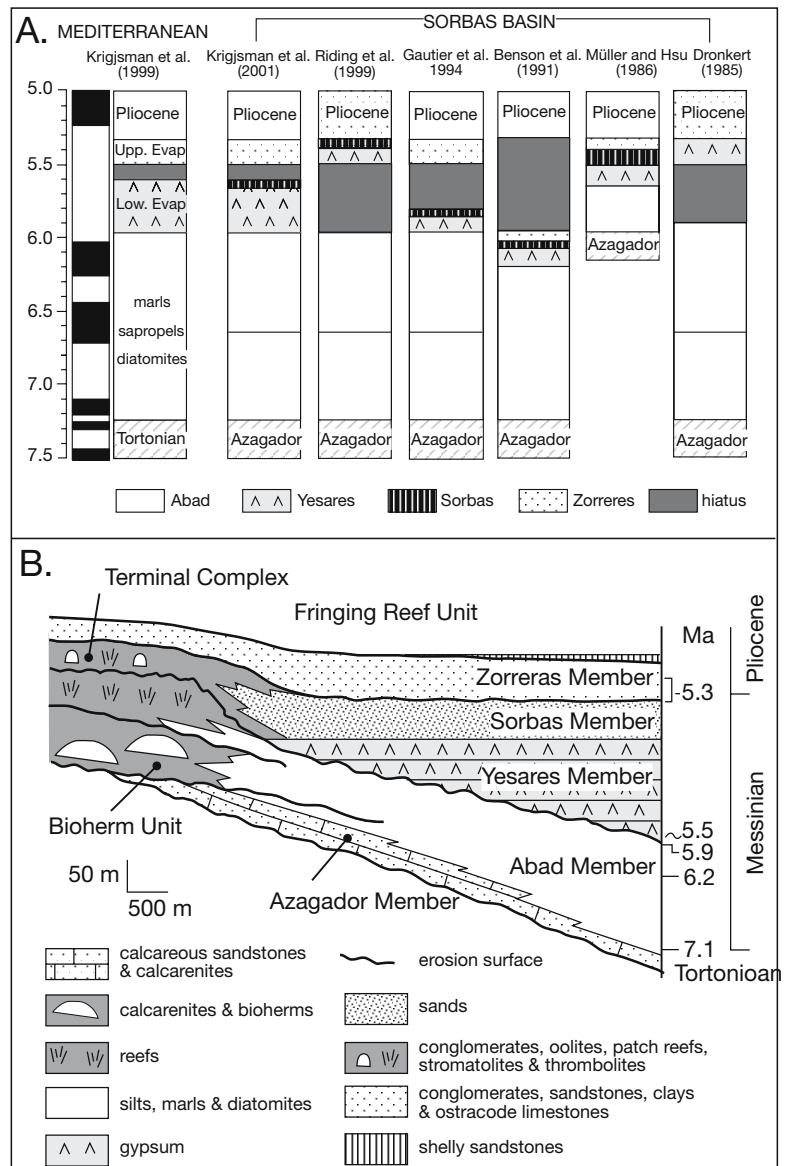 A.
MEDITERRANEAN
SORBAS BASIN
Krigjsman et al.
(1999)
Krigjsman et al.
(2001)
Riding et al.
(1999)
Gautier et al.
1994
Benson et al.
(1991)
Müller and Hsu
(1986)
Dronkert
(1985)
5.0
5.5
6.0
6.5
7.0
7.5
Pliocene
Upp. Evap
Low. Evap
marls
sapropels
diatomites
Tortonian
Pliocene
Azagador
Pliocene
Azagador
Pliocene
Azagador
Pliocene
Azagador
Pliocene
Azagador
Pliocene
Azagador
Abad
Yesares
Sorbas
Zorreres
hiatus
B.
Terminal Complex
Fringing Reef Unit
Ma
Pliocene
Zorreras Member
5.3
Sorbas Member
Yesares Member
Messinian
5.5
5.9
Bioherm Unit
Abad Member
6.2
50 m
500 m
Azagador Member
7.1
Tortonioan
calcareous sandstones
& calcarenites
erosion surface
calcarenites & bioherms
sands
reefs
conglomerates, oolites, patch reefs,
stromatolites & thrombolites
silts, marls & diatomites
conglomerates, sandstones, clays
& ostracode limestones
gypsum
shelly sandstones